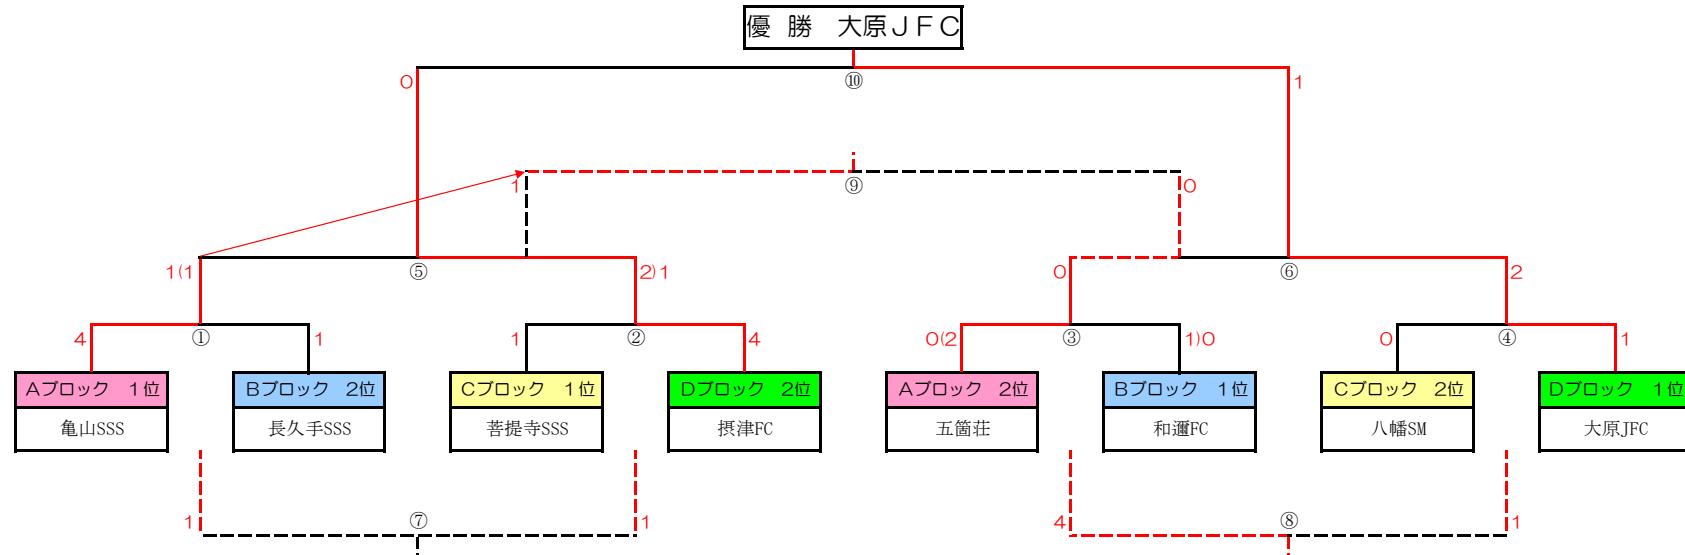 優 勝　大原ＪＦＣ
0
⑩
1
1
⑨
0
1(1
⑤
2)1
0
⑥
2
4
①
1
1
②
4
0(2
③
1)0
0
④
1
Aブロック　1位
Bブロック　2位
Cブロック　1位
Dブロック　2位
Aブロック　2位
Bブロック　1位
Cブロック　2位
Dブロック　1位
亀山SSS
長久手SSS
菩提寺SSS
摂津FC
五箇荘
和邇FC
八幡SM
大原JFC
1
⑦
1
4
⑧
1